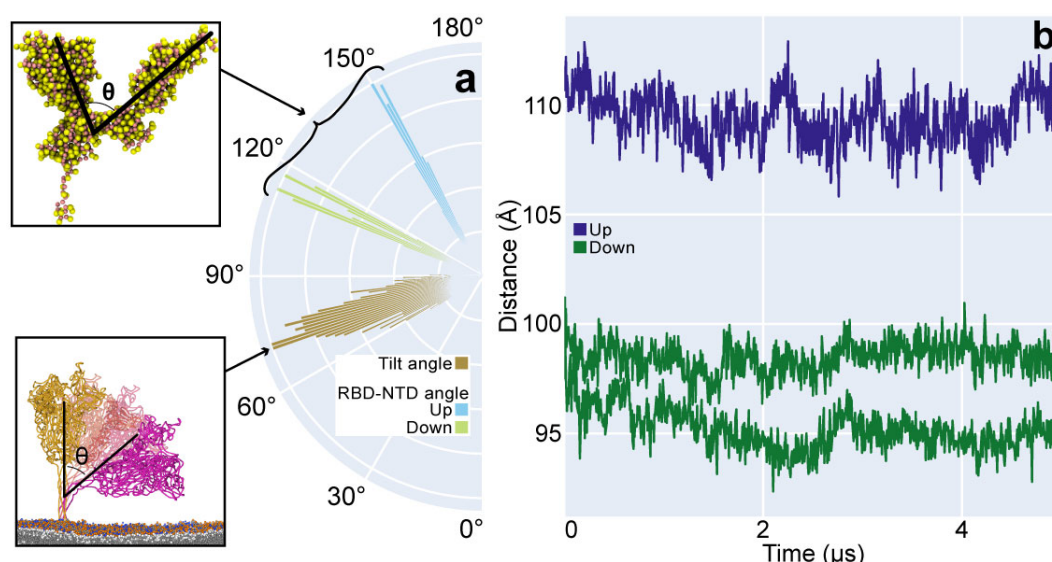 a
θ
180°
150°
120°
90°
60°
30°
0°
Tilt angle
RBD-NTD angle
Up
Down
θ
b
Distance (Å)
110
105
100
95
Up
Down
0
2
4
Time (μs)